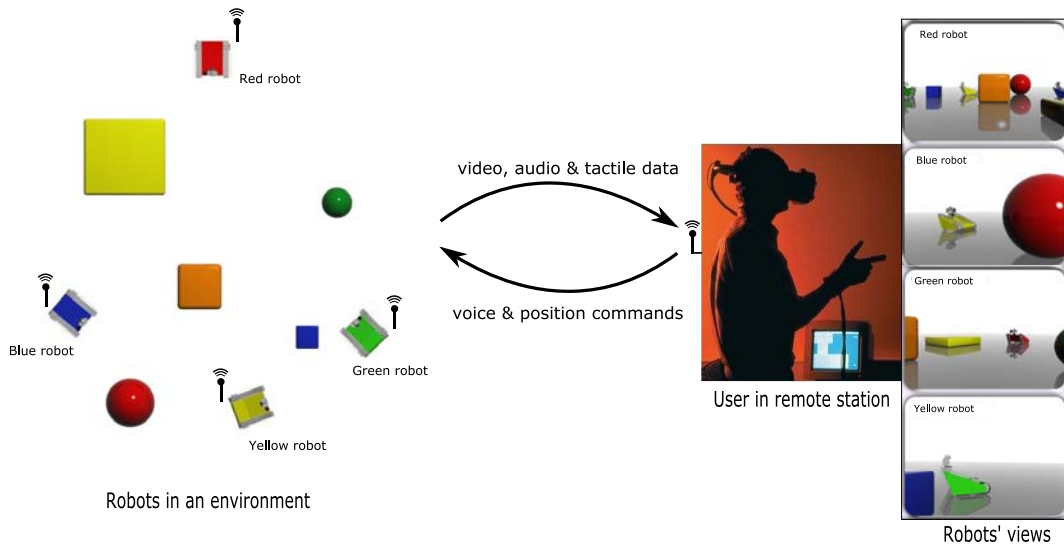 Red robot
Blue robot
Green robot
Yellow robot
Robots in an environment
video, audio & tactile data
voice & position commands
User in remote station
Red robot
Blue robot
Green robot
Yellow robot
Robots' views